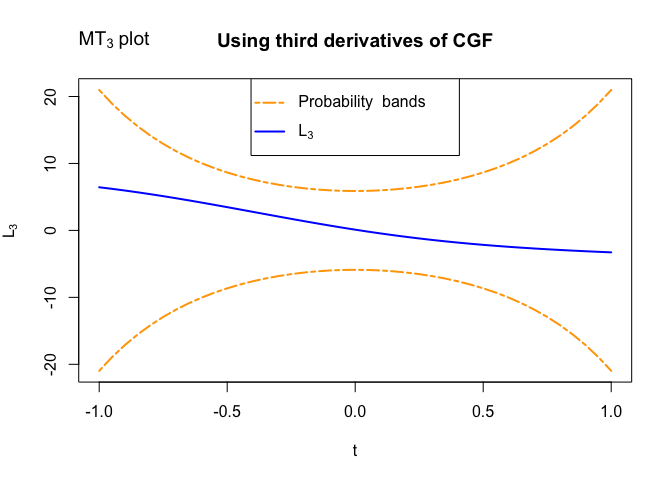 MT₃ plot
Using third derivatives of CGF
Probability bands
L₃
20
10
0
-10
-20
L₃
-1.0 -0.5 0.0 0.5 1.0
t